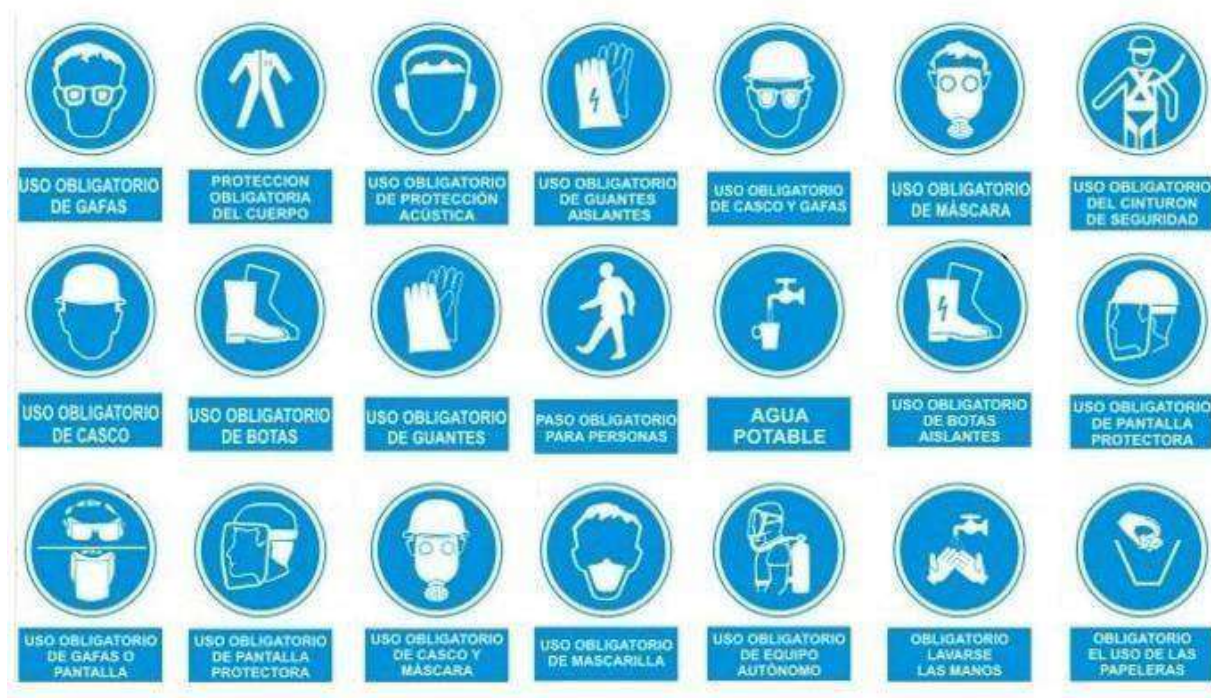 USO OBLIGATORIO
DE GAFAS
PROTECCION
OBLIGATORIA
DEL CUERPO
USO OBLIGATORIO
DE PROTECCIÓN
ACÚSTICA
USO OBLIGATORIO
DE GUANTES
AISLANTES
USO OBLIGATORIO
DE CASCO Y GAFAS
USO OBLIGATORIO
DE MÁSCARA
USO OBLIGATORIO
DEL CINTURON
DE SEGURIDAD
USO OBLIGATORIO
DE CASCO
USO OBLIGATORIO
DE BOTAS
USO OBLIGATORIO
DE GUANTES
PASO OBLIGATORIO
PARA PERSONAS
AGUA
POTABLE
USO OBLIGATORIO
DE BOTAS
AISLANTES
USO OBLIGATORIO
DE PANTALLA
PROTECTORA
USO OBLIGATORIO
DE GAFAS O
PANTALLA
USO OBLIGATORIO
DE PANTALLA
PROTECTORA
USO OBLIGATORIO
DE CASCO Y
MÁSCARA
USO OBLIGATORIO
DE MASCARILLA
USO OBLIGATORIO
DE EQUIPO
AUTÓNOMO
OBLIGATORIO
LAVARSE
LAS MANOS
OBLIGATORIO
EL USO DE LAS
PAPELERAS